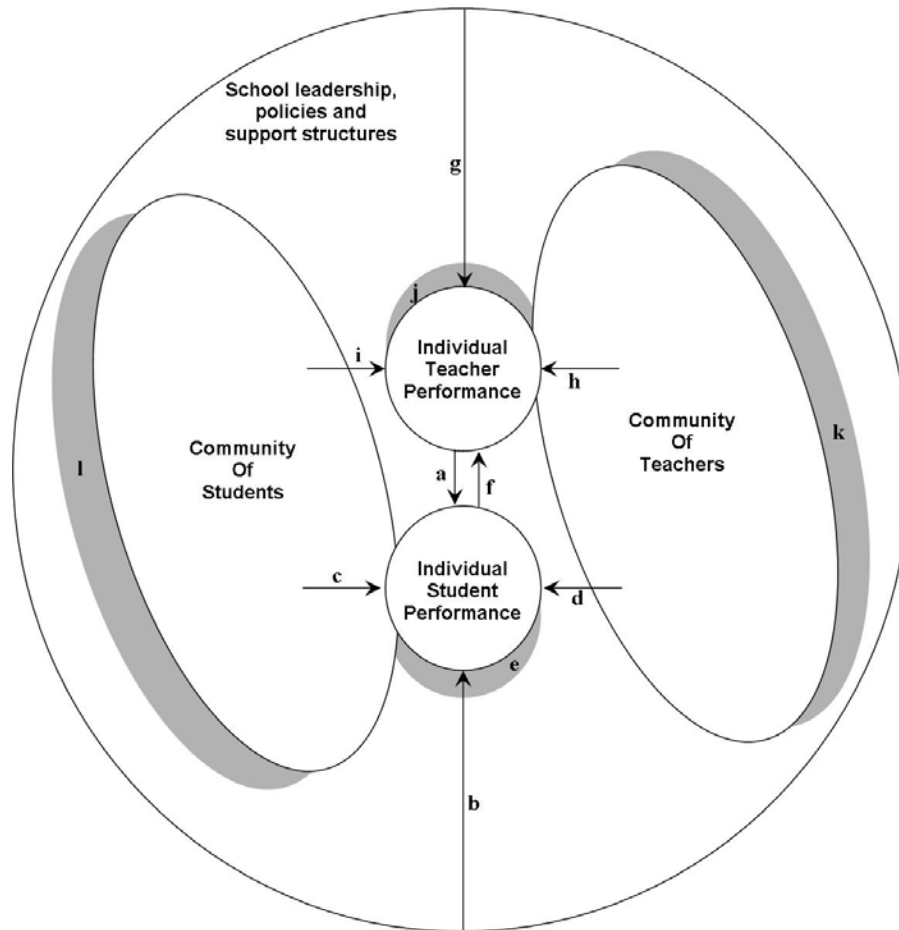 School leadership,
policies and
support structures
g
j
Individual
Teacher
Performance
i
h
Community
Of
Students
Community
Of
Teachers
k
l
a
f
Individual
Student
Performance
c
d
e
b